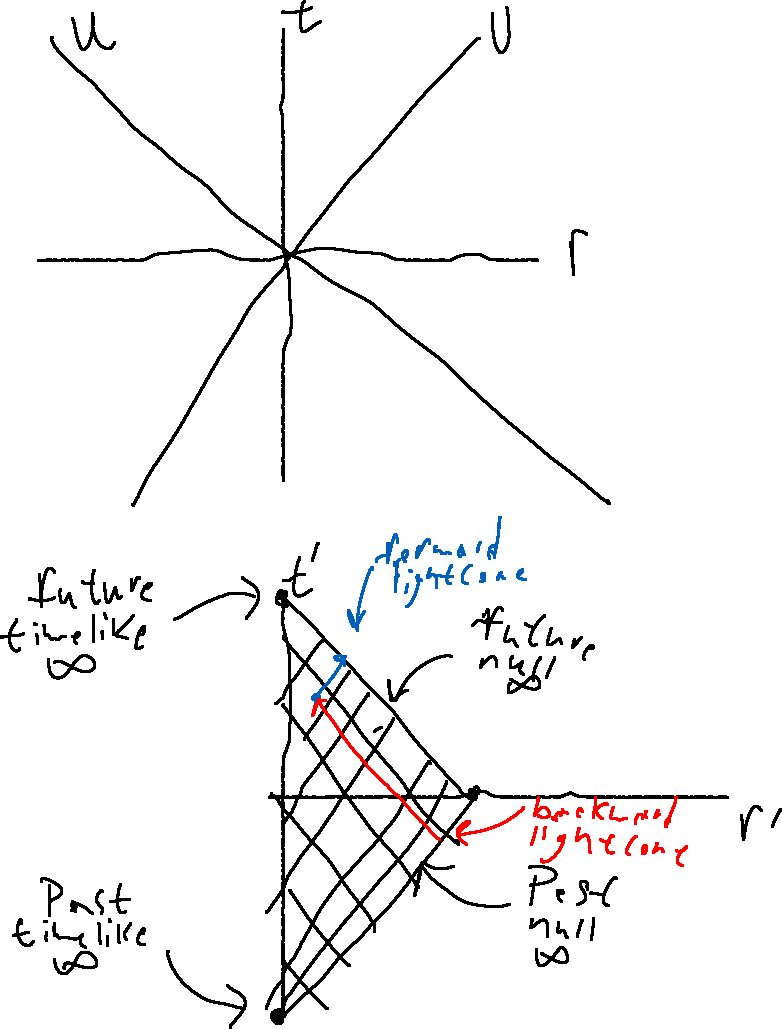 u
t
v
r
forward
lightcone
t'
future
timelike
∞
future
null
∞
backward
lightcone
r'
Past
timelike
∞
Past
null
∞